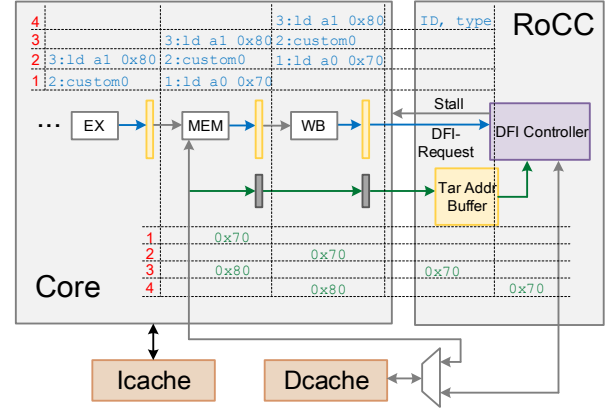 4 3:ld a1 0x80 ID, type
RoCC
3 3:ld a1 0x80 2:custom0
2 3:ld a1 0x80 2:custom0 1:ld a0 0x70
1 2:custom0 1:ld a0 0x70
Stall
... EX MEM WB DFI Controller
DFI-
Request
Tar Addr
Buffer
1 0x70
2 0x70
3 0x80 0x70
4 0x80 0x70
Core
Icache Dcache